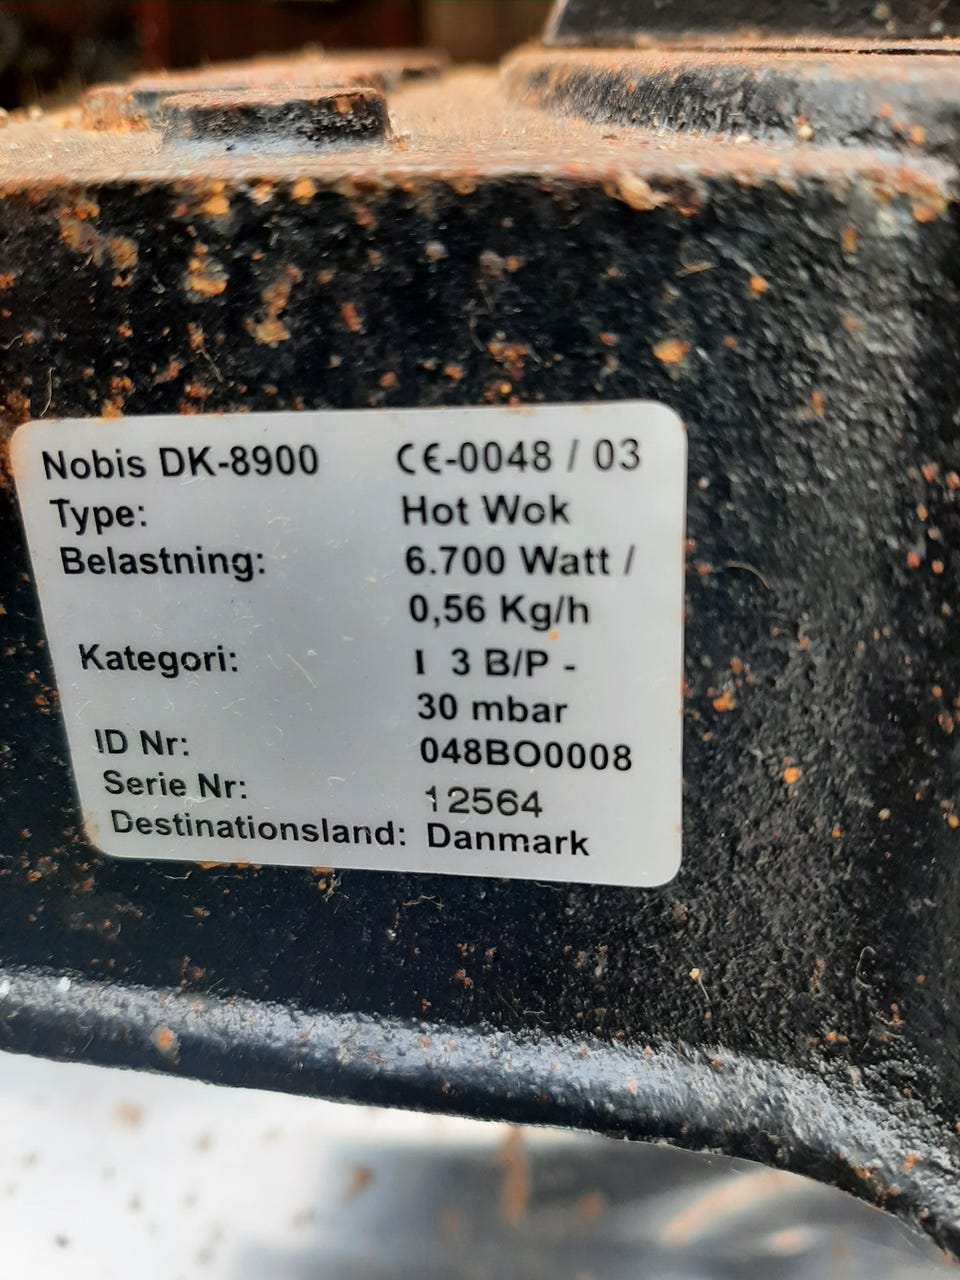 Nobis DK-8900 CE-0048 / 03
Type: Hot Wok
Belastning: 6.700 Watt /
0,56 Kg/h
Kategori: I 3 B/P -
30 mbar
ID Nr: 048BO0008
Serie Nr: 12564
Destinationsland: Danmark